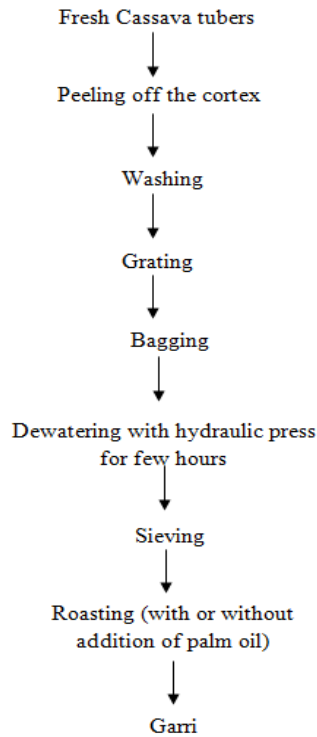 Fresh Cassava tubers
Peeling off the cortex
Washing
Grating
Bagging
Dewatering with hydraulic press
for few hours
Sieving
Roasting (with or without
addition of palm oil)
Garri